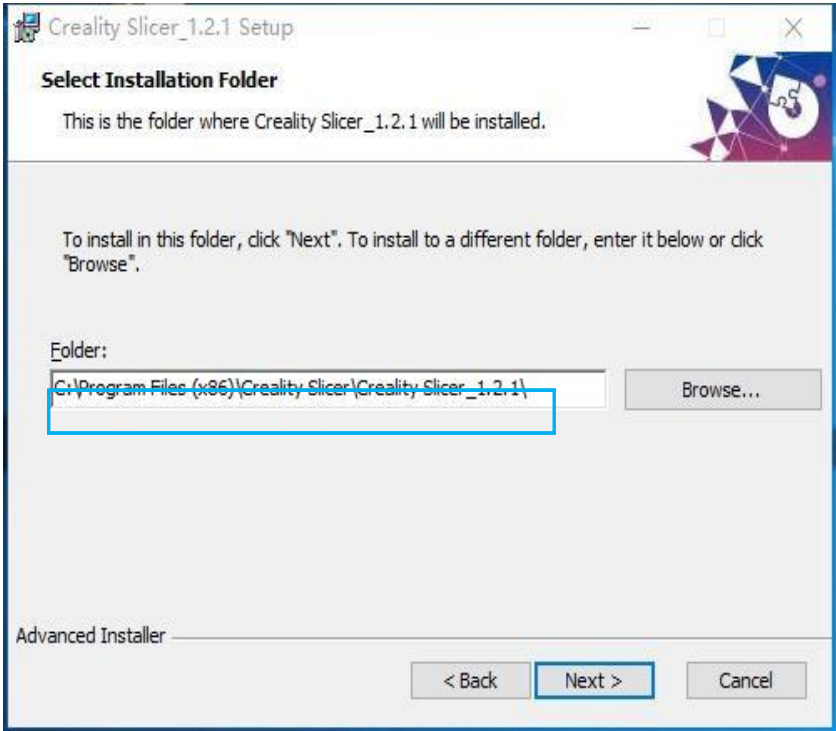 Creality Slicer_1.2.1 Setup
Select Installation Folder
This is the folder where Creality Slicer_1.2.1 will be installed.
To install in this folder, click "Next". To install to a different folder, enter it below or click
"Browse".
Folder:
C:\Program Files (x86)\Creality Slicer\Creality Slicer_1.2.1\
Browse...
Advanced Installer
< Back
Next >
Cancel